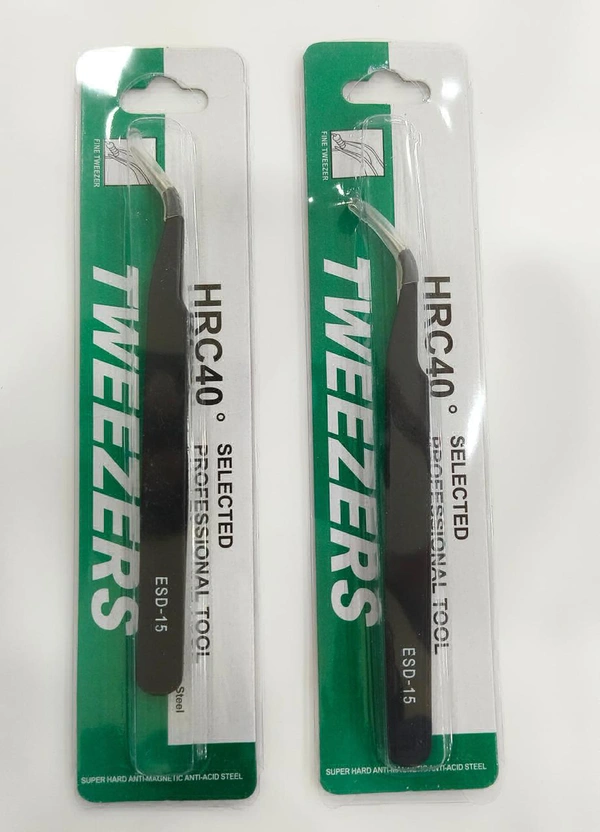 FINE TWEEZER
TWEEZERS
HRC40°
SELECTED
PROFESSIONAL TOOL
ESD-15
Steel
SUPER HARD ANTI-MAGNETIC ANTI-ACID STEEL
FINE TWEEZER
TWEEZERS
HRC40°
SELECTED
PROFESSIONAL TOOL
ESD-15
SUPER HARD ANTI-MAGNETIC ANTI-ACID STEEL